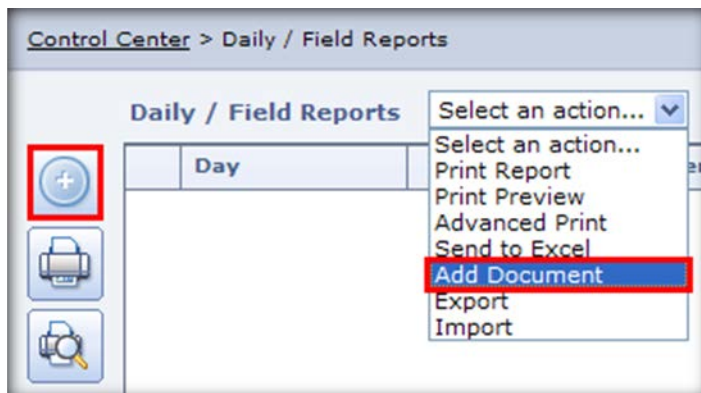 Control Center > Daily / Field Reports
Daily / Field Reports Select an action...
Day
Select an action...
Print Report
Print Preview
Advanced Print
Send to Excel
Add Document
Export
Import